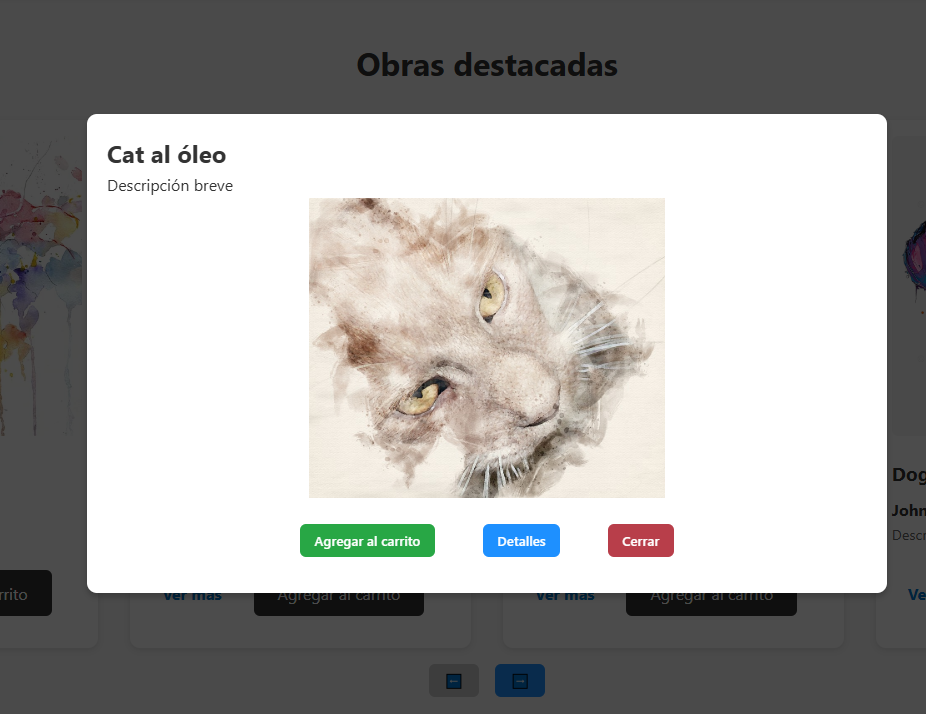 Obras destacadas
Cat al óleo
Descripción breve
Agregar al carrito
Detalles
Cerrar
Dog
John
Descr
rrito
Ver más
Agregar al carrito
Ver más
Agregar al carrito
Ve